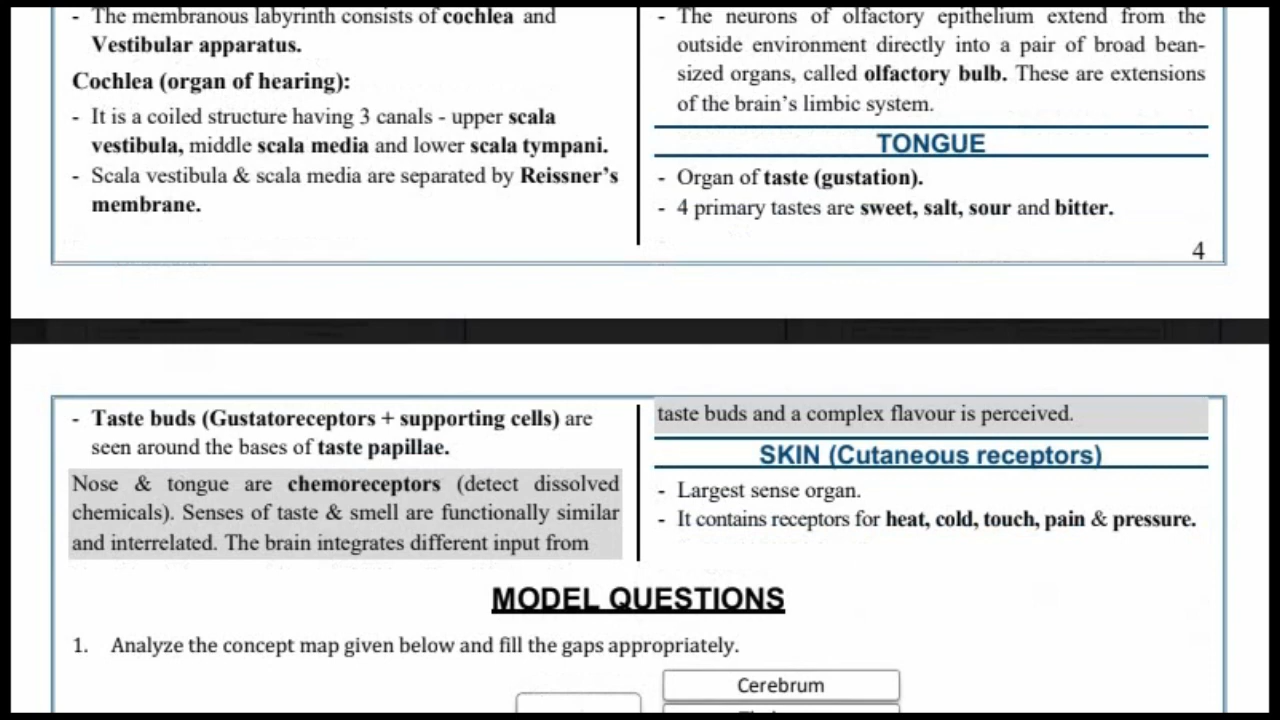 - The membranous labyrinth consists of cochlea and
Vestibular apparatus.
Cochlea (organ of hearing):
- It is a coiled structure having 3 canals - upper scala
vestibula, middle scala media and lower scala tympani.
- Scala vestibula & scala media are separated by Reissner's
membrane.
- The neurons of olfactory epithelium extend from the
outside environment directly into a pair of broad bean-
sized organs, called olfactory bulb. These are extensions
of the brain's limbic system.
TONGUE
- Organ of taste (gustation).
- 4 primary tastes are sweet, salt, sour and bitter.
4
- Taste buds (Gustatoreceptors + supporting cells) are
seen around the bases of taste papillae.
Nose & tongue are chemoreceptors (detect dissolved
chemicals). Senses of taste & smell are functionally similar
and interrelated. The brain integrates different input from
taste buds and a complex flavour is perceived.
SKIN (Cutaneous receptors)
- Largest sense organ.
- It contains receptors for heat, cold, touch, pain & pressure.
MODEL QUESTIONS
1. Analyze the concept map given below and fill the gaps appropriately.
Cerebrum